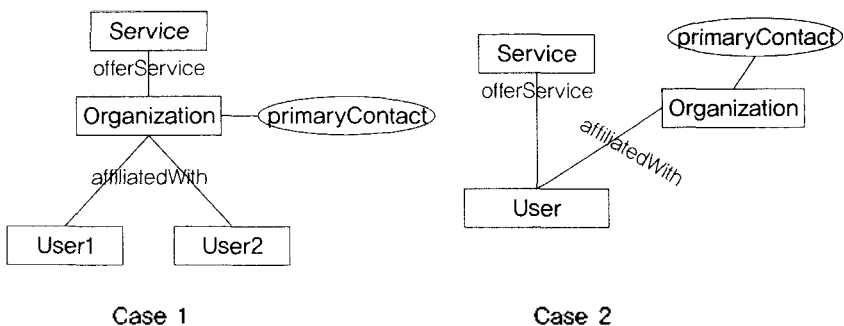 Service
offerService
Organization
primaryContact
affiliatedWith
User1
User2
Case 1
primaryContact
Service
offerService
Organization
affiliatedWith
User
Case 2